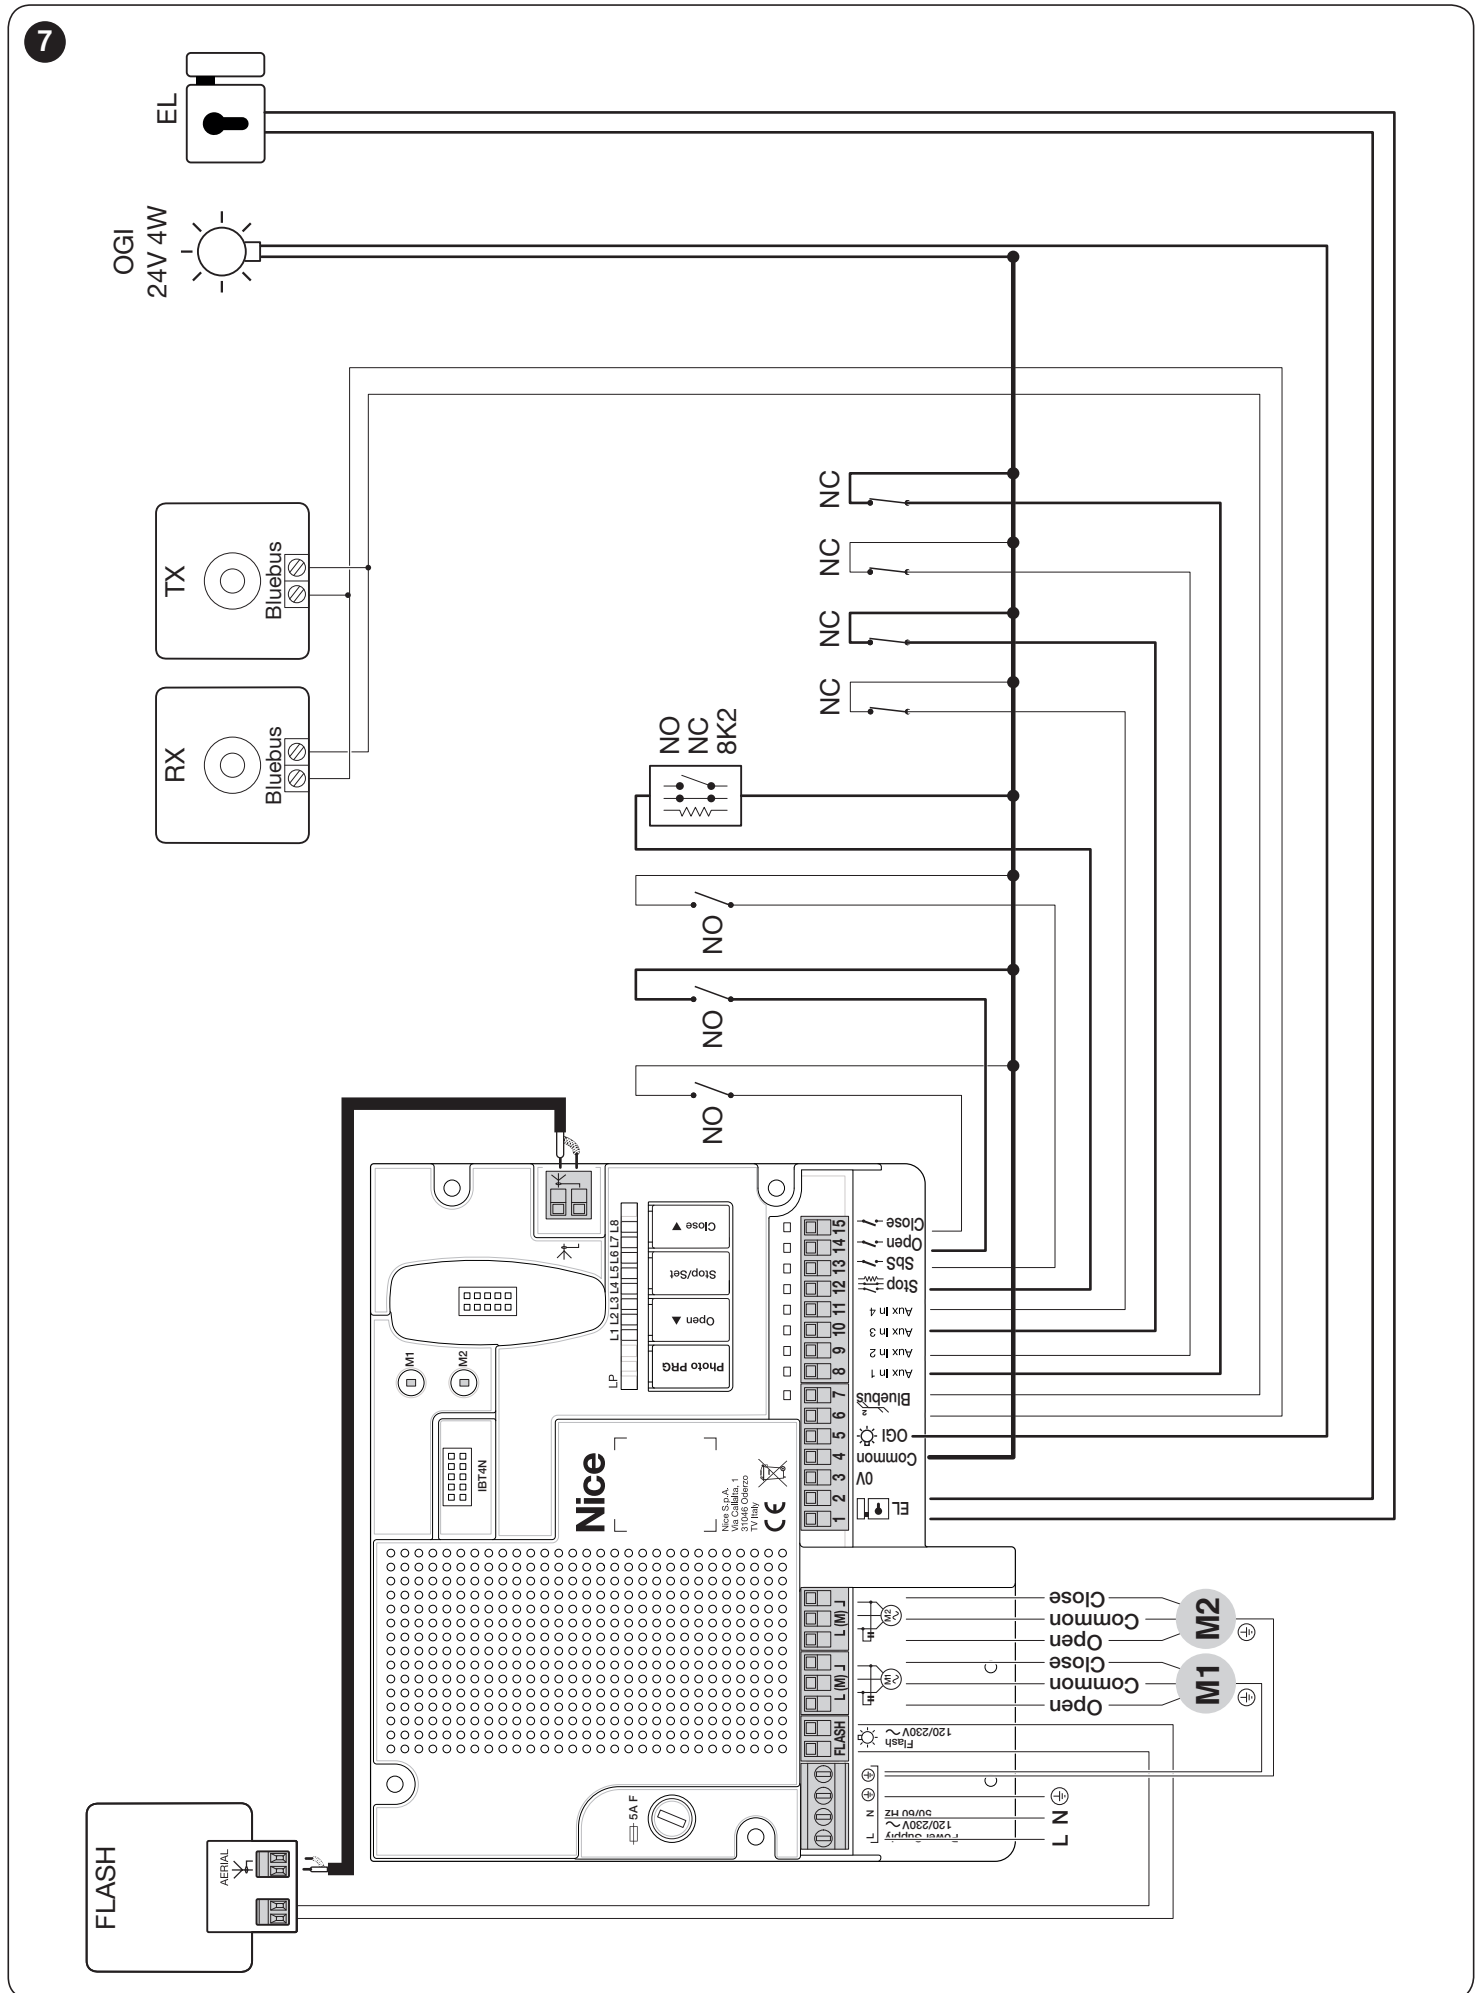 7
EL
OGI
24V 4W
TX
Bluebus
RX
Bluebus
NC
NC
NC
NC
NO
NC
8K2
NO
NO
NO
FLASH
AERIAL
M1
M2
IBT4N
LP
L1 L2 L3 L4 L5 L6 L7 L8
Photo PRG
Open ▲
Stop/Set
Close ▼
Nice
Nice S.p.A.
Via Callalta, 1
31046 Oderzo
TV Italy
CE
5A F
15
14
13
12
11
10
9
8
7
6
5
4
3
2
1
Close
Open
SbS
Stop
Aux In 4
Aux In 3
Aux In 2
Aux In 1
Bluebus
OGI
Common
0V
EL
L (M)
M2
Close
Common
Open
M2
L (M)
M1
Close
Common
Open
M1
FLASH
Flash
120/230V
L N
Power Supply
120/230V
50/60 Hz
L N